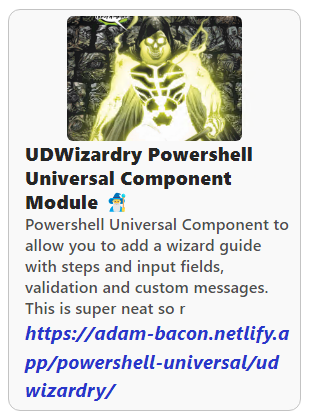 UDWizardry Powershell
Universal Component
Module 🧙‍♂️
Powershell Universal Component to
allow you to add a wizard guide
with steps and input fields,
validation and custom messages.
This is super neat so r
https://adam-bacon.netlify.a
pp/powershell-universal/ud
wizardry/